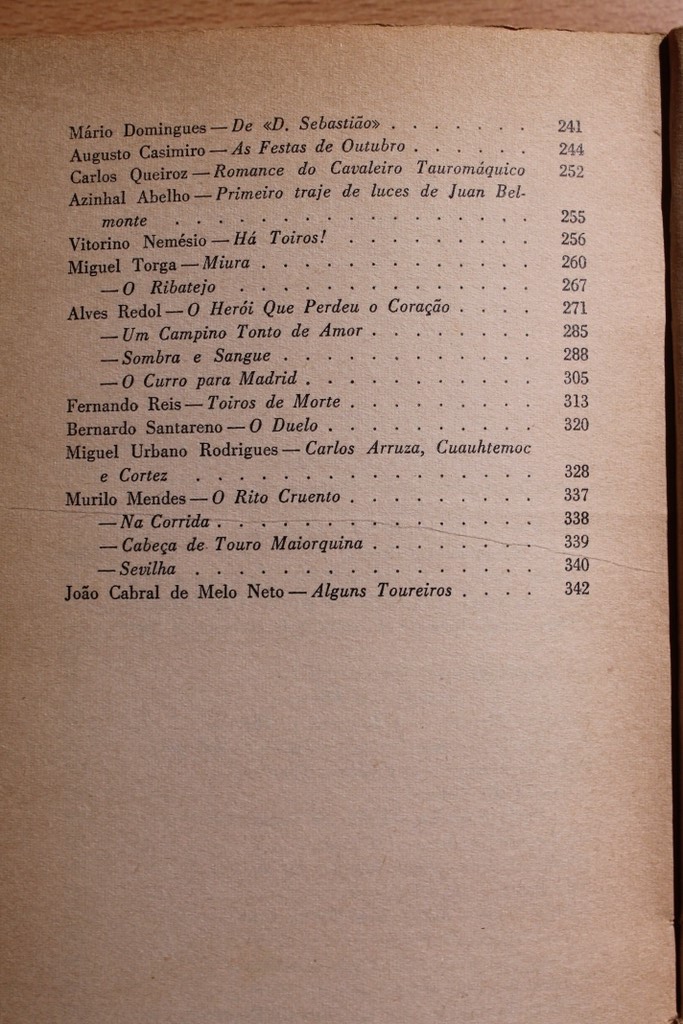 Mário Domingues — De «D. Sebastião» . . . . . . . 241
Augusto Casimiro — As Festas de Outubro . . . . . . 244
Carlos Queiroz — Romance do Cavaleiro Tauromáquico 252
Azinhal Abelho — Primeiro traje de luces de Juan Bel-
monte . . . . . . . . . . . . . . . . 255
Vitorino Nemésio — Há Toiros! . . . . . . . . . 256
Miguel Torga — Miura . . . . . . . . . . . . . 260
— O Ribatejo . . . . . . . . . . . . . 267
Alves Redol — O Herói Que Perdeu o Coração . . . . 271
— Um Campino Tonto de Amor . . . . . . . . 285
— Sombra e Sangue . . . . . . . . . . . . 288
— O Curro para Madrid . . . . . . . . . . . 305
Fernando Reis — Toiros de Morte . . . . . . . . . 313
Bernardo Santareno — O Duelo . . . . . . . . . . 320
Miguel Urbano Rodrigues — Carlos Arruza, Cuauhtemoc
e Cortez . . . . . . . . . . . . . . . 328
Murilo Mendes — O Rito Cruento . . . . . . . . . 337
— Na Corrida . . . . . . . . . . . . . . 338
— Cabeça de Touro Maiorquina . . . . . . . . 339
— Sevilha . . . . . . . . . . . . . . . 340
João Cabral de Melo Neto — Alguns Toureiros . . . . 342